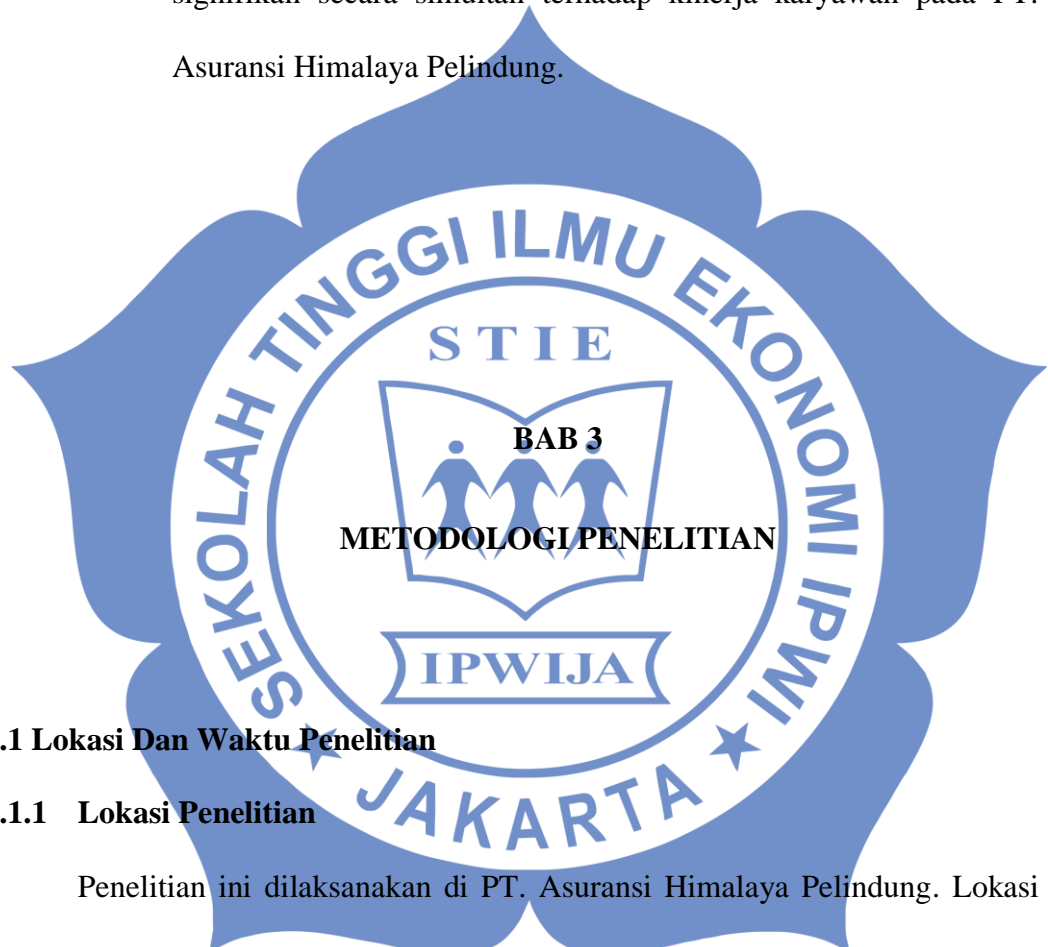 signifikan secara simultan terhadap kinerja karyawan pada PT.
Asuransi Himalaya Pelindung.
SEKOLAH TINGGI ILMU EKONOMI IPWI
STIE
BAB 3
METODOLOGI PENELITIAN
IPWIJA
JAKARTA
.1 Lokasi Dan Waktu Penelitian
.1.1 Lokasi Penelitian
Penelitian ini dilaksanakan di PT. Asuransi Himalaya Pelindung. Lokasi